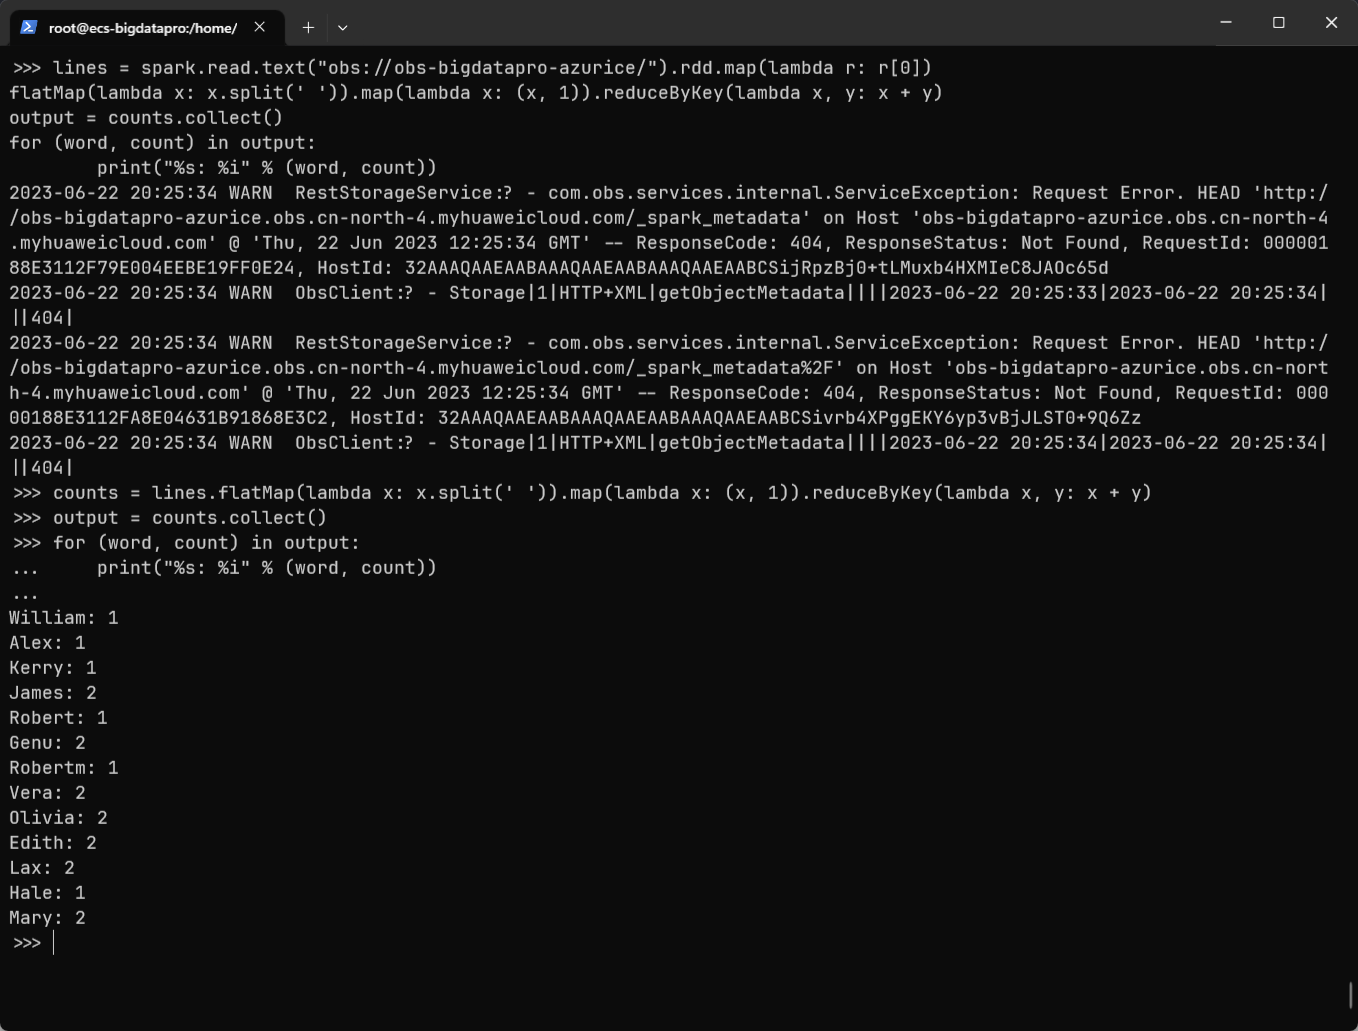 root@ecs-bigdatapro:/home/
>>> lines = spark.read.text("obs://obs-bigdatapro-azurice/").rdd.map(lambda r: r[0])
flatMap(lambda x: x.split(' ')).map(lambda x: (x, 1)).reduceByKey(lambda x, y: x + y)
output = counts.collect()
for (word, count) in output:
        print("%s: %i" % (word, count))
2023-06-22 20:25:34 WARN  RestStorageService:? - com.obs.services.internal.ServiceException: Request Error. HEAD 'http:/
/obs-bigdatapro-azurice.obs.cn-north-4.myhuaweicloud.com/_spark_metadata' on Host 'obs-bigdatapro-azurice.obs.cn-north-4
.myhuaweicloud.com' @ 'Thu, 22 Jun 2023 12:25:34 GMT' -- ResponseCode: 404, ResponseStatus: Not Found, RequestId: 000001
88E3112F79E004EEBE19FF0E24, HostId: 32AAAQAAEAABAAAQAAEAABAAAQAAEAABCSijRpzBj0+tLMuxb4HXMIeC8JAOc65d
2023-06-22 20:25:34 WARN  ObsClient:? - Storage|1|HTTP+XML|getObjectMetadata||||2023-06-22 20:25:33|2023-06-22 20:25:34|
||404|
2023-06-22 20:25:34 WARN  RestStorageService:? - com.obs.services.internal.ServiceException: Request Error. HEAD 'http:/
/obs-bigdatapro-azurice.obs.cn-north-4.myhuaweicloud.com/_spark_metadata%2F' on Host 'obs-bigdatapro-azurice.obs.cn-nort
h-4.myhuaweicloud.com' @ 'Thu, 22 Jun 2023 12:25:34 GMT' -- ResponseCode: 404, ResponseStatus: Not Found, RequestId: 000
00188E3112FA8E04631B91868E3C2, HostId: 32AAAQAAEAABAAAQAAEAABAAAQAAEAABCSivrb4XPggEKY6yp3vBjJLST0+9Q6Zz
2023-06-22 20:25:34 WARN  ObsClient:? - Storage|1|HTTP+XML|getObjectMetadata||||2023-06-22 20:25:34|2023-06-22 20:25:34|
||404|
>>> counts = lines.flatMap(lambda x: x.split(' ')).map(lambda x: (x, 1)).reduceByKey(lambda x, y: x + y)
>>> output = counts.collect()
>>> for (word, count) in output:
...     print("%s: %i" % (word, count))
...
William: 1
Alex: 1
Kerry: 1
James: 2
Robert: 1
Genu: 2
Robertm: 1
Vera: 2
Olivia: 2
Edith: 2
Lax: 2
Hale: 1
Mary: 2
>>>